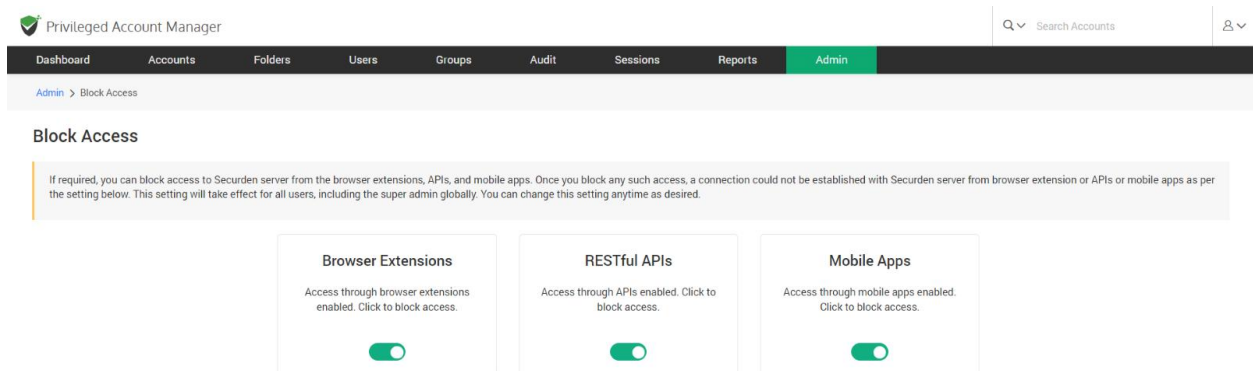 Privileged Account Manager
Search Accounts
Dashboard Accounts Folders Users Groups Audit Sessions Reports Admin
Admin > Block Access
Block Access
If required, you can block access to Securden server from the browser extensions, APIs, and mobile apps. Once you block any such access, a connection could not be established with Securden server from browser extension or APIs or mobile apps as per
the setting below. This setting will take effect for all users, including the super admin globally. You can change this setting anytime as desired.
Browser Extensions
Access through browser extensions
enabled. Click to block access.
RESTful APIs
Access through APIs enabled. Click to
block access.
Mobile Apps
Access through mobile apps enabled.
Click to block access.